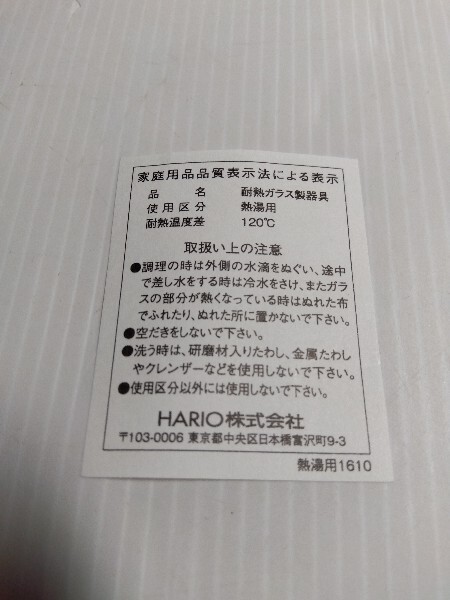 家庭用品品質表示法による表示
品名 耐熱ガラス製器具
使用区分 熱湯用
耐熱温度差 120℃
取扱い上の注意
●調理の時は外側の水滴をぬぐい、途中
で差し水をする時は冷水をさけ、またガラ
スの部分が熱くなっている時はぬれた布
でふれたり、ぬれた所に置かないで下さい。
●空だきをしないで下さい。
●洗う時は、研磨材入りたわし、金属たわし
やクレンザーなどを使用しないで下さい。
●使用区分以外には使用しないで下さい。
HARIO株式会社
〒103-0006 東京都中央区日本橋富沢町9-3
熱湯用1610